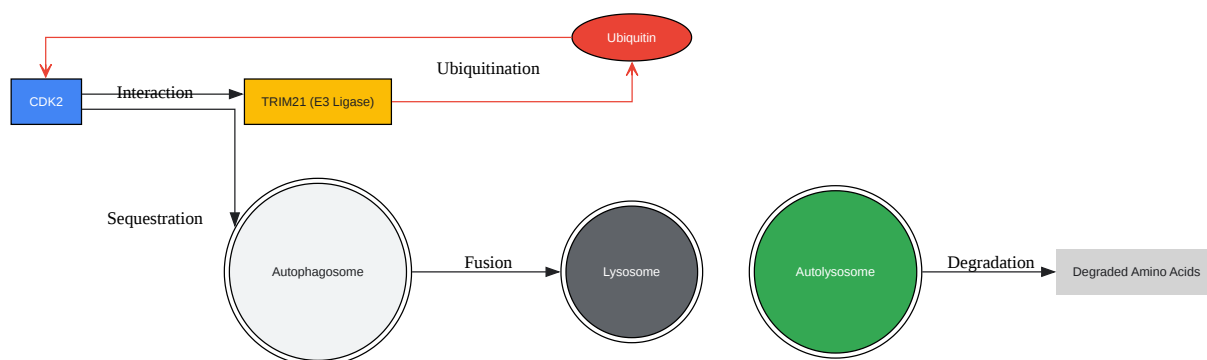 Ubiquitin
Ubiquitination
CDK2
Interaction
TRIM21 (E3 Ligase)
Sequestration
Autophagosome
Fusion
Lysosome
Autolysosome
Degradation
Degraded Amino Acids